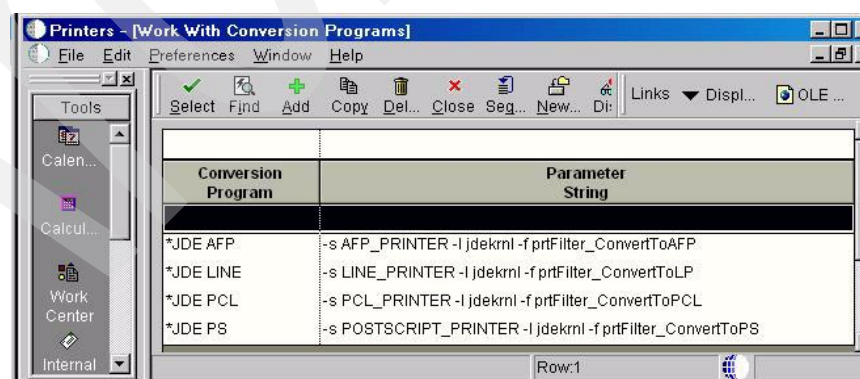 Printers - [Work With Conversion Programs]
File Edit Preferences Window Help
Tools
Select Find Add Copy Del... Close Seq... New... Di: Links Displ... OLE ...
Calen...
Calcul...
Work
Center
Internal
Conversion
Program
Parameter
String
*JDE AFP -s AFP_PRINTER -l jdekrnl -f prtFilter_ConvertToAFP
*JDE LINE -s LINE_PRINTER -l jdekrnl -f prtFilter_ConvertToLP
*JDE PCL -s PCL_PRINTER -l jdekrnl -f prtFilter_ConvertToPCL
*JDE PS -s POSTSCRIPT_PRINTER -l jdekrnl -f prtFilter_ConvertToPS
Row:1